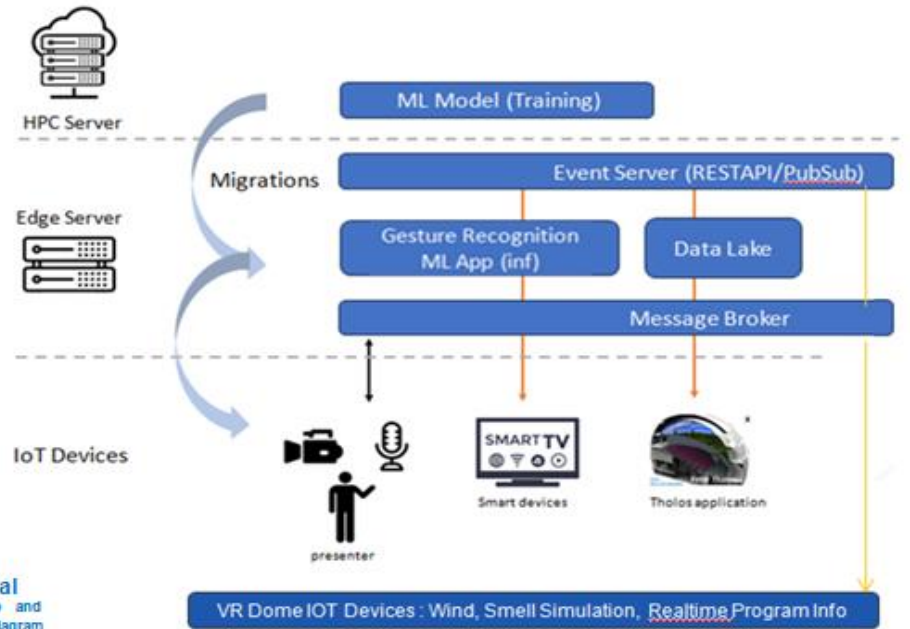 ML Model (Training)
HPC Server
Event Server (RESTAPI/PubSub)
Migrations
Edge Server
Gesture Recognition
ML App (inf)
Data Lake
Message Broker
IoT Devices
SMART TV
Smart devices
Tholos application
presenter
al
and
agram
VR Dome IOT Devices : Wind, Smell Simulation, Realtime Program Info